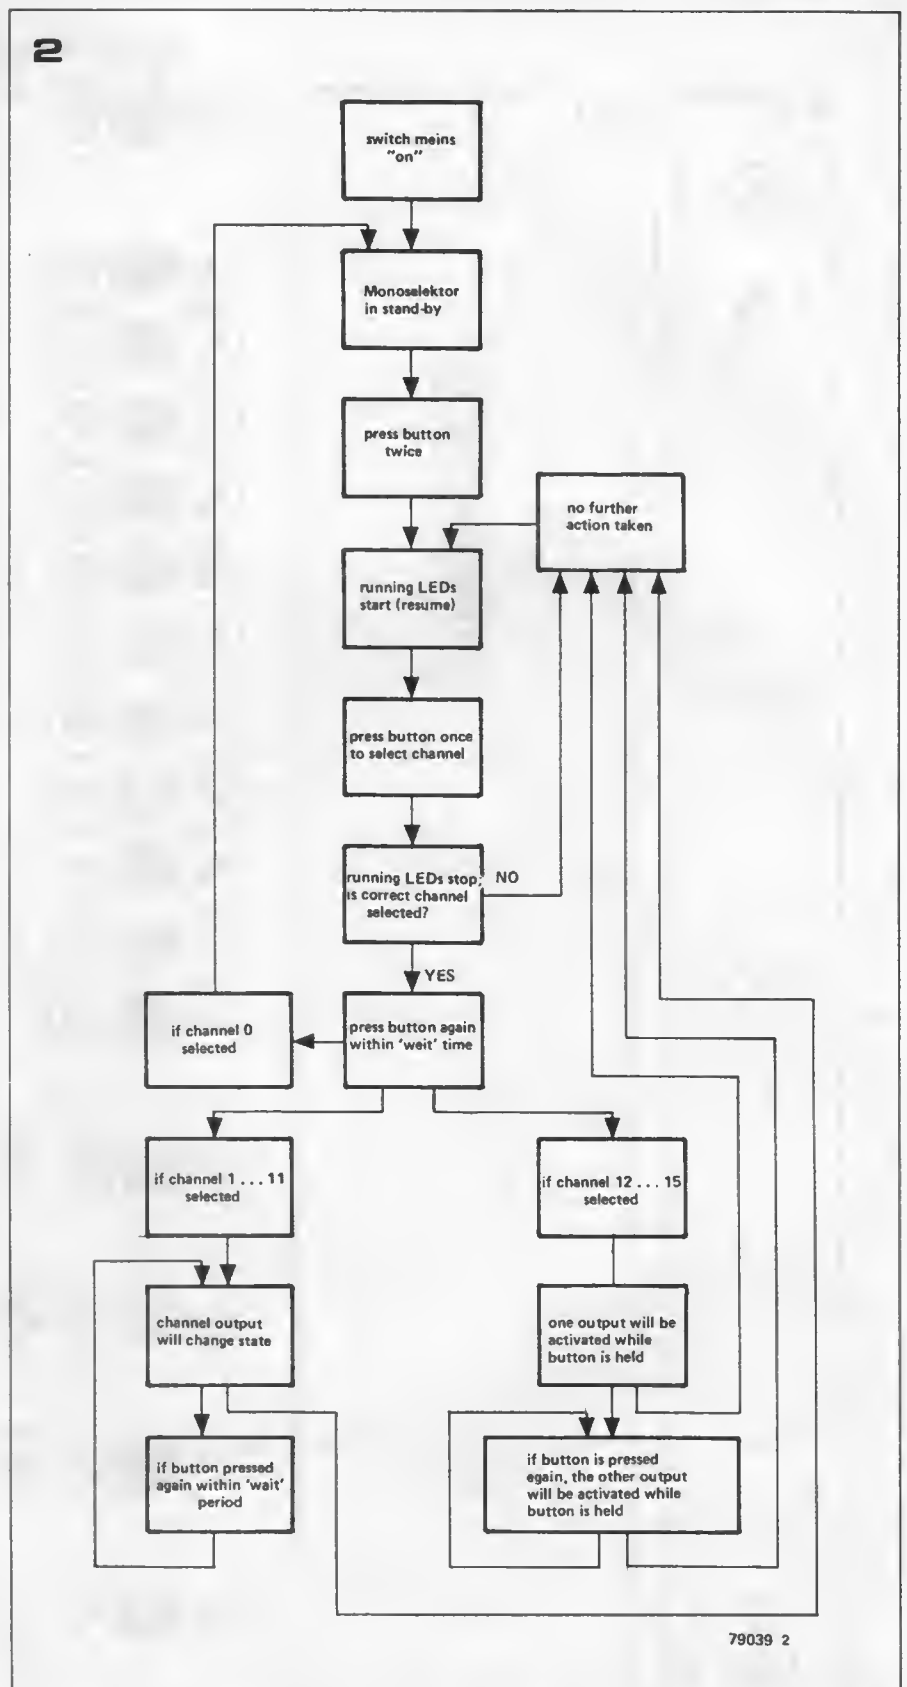 2
switch meins
"on"
Monoselektor
in stand-by
press button
twice
no further
action taken
running LEDs
start (resume)
press button once
to select channel
running LEDs stop;
is correct channel
selected?
NO
YES
if channel 0
selected
press button again
within 'wait' time
if channel 1 . . . 11
selected
if channel 12 . . . 15
selected
channel output
will change state
one output will be
activated while
button is held
if button pressed
again within 'wait'
period
if button is pressed
egain, the other output
will be activated while
button is held
79039 2